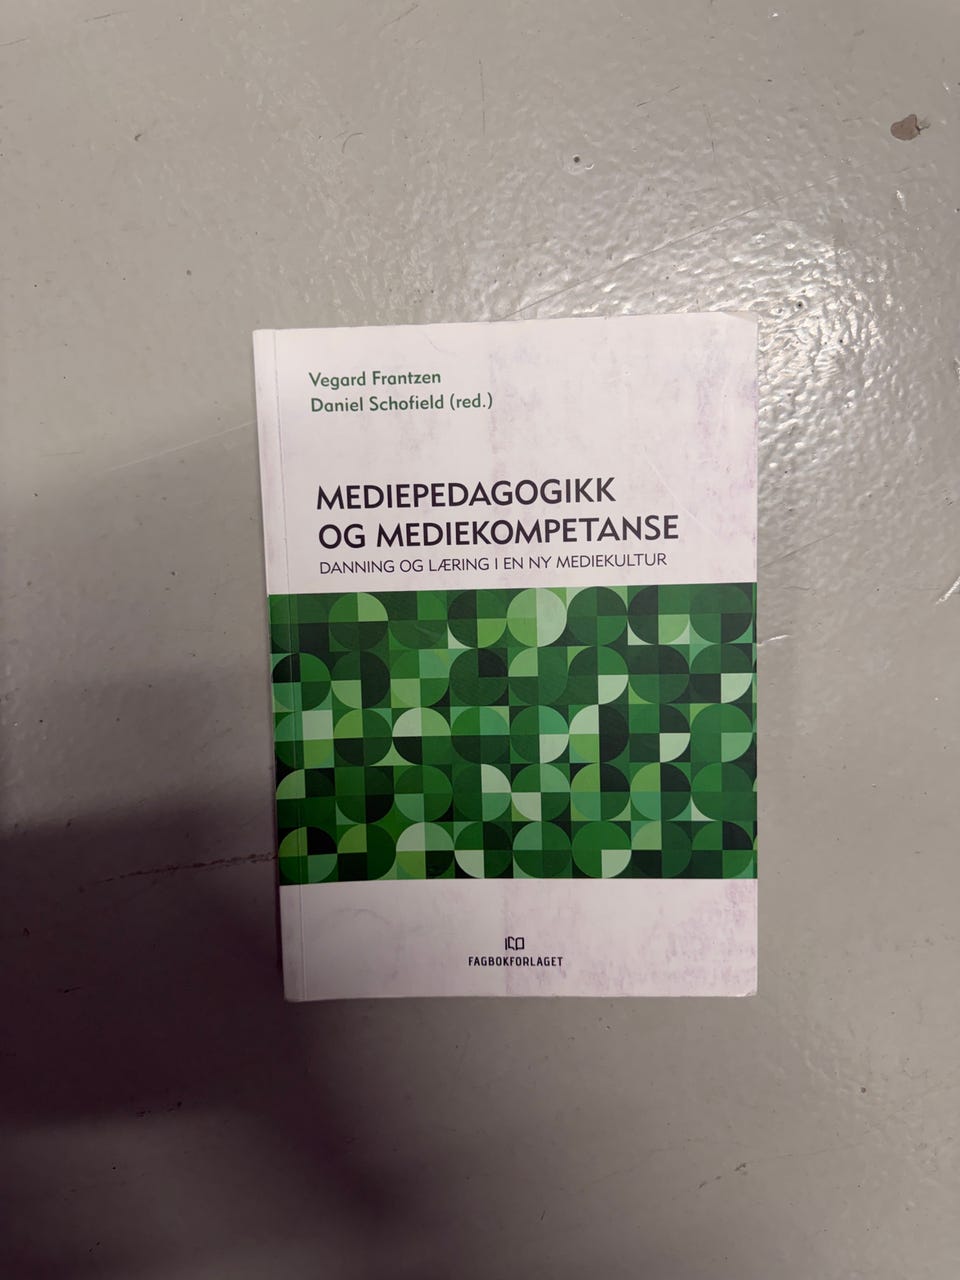 Vegard Frantzen
Daniel Schofield (red.)
MEDIEPEDAGOGIKK
OG MEDIEKOMPETANSE
DANNING OG LÆRING I EN NY MEDIEKULTUR
FAGBOKFORLAGET